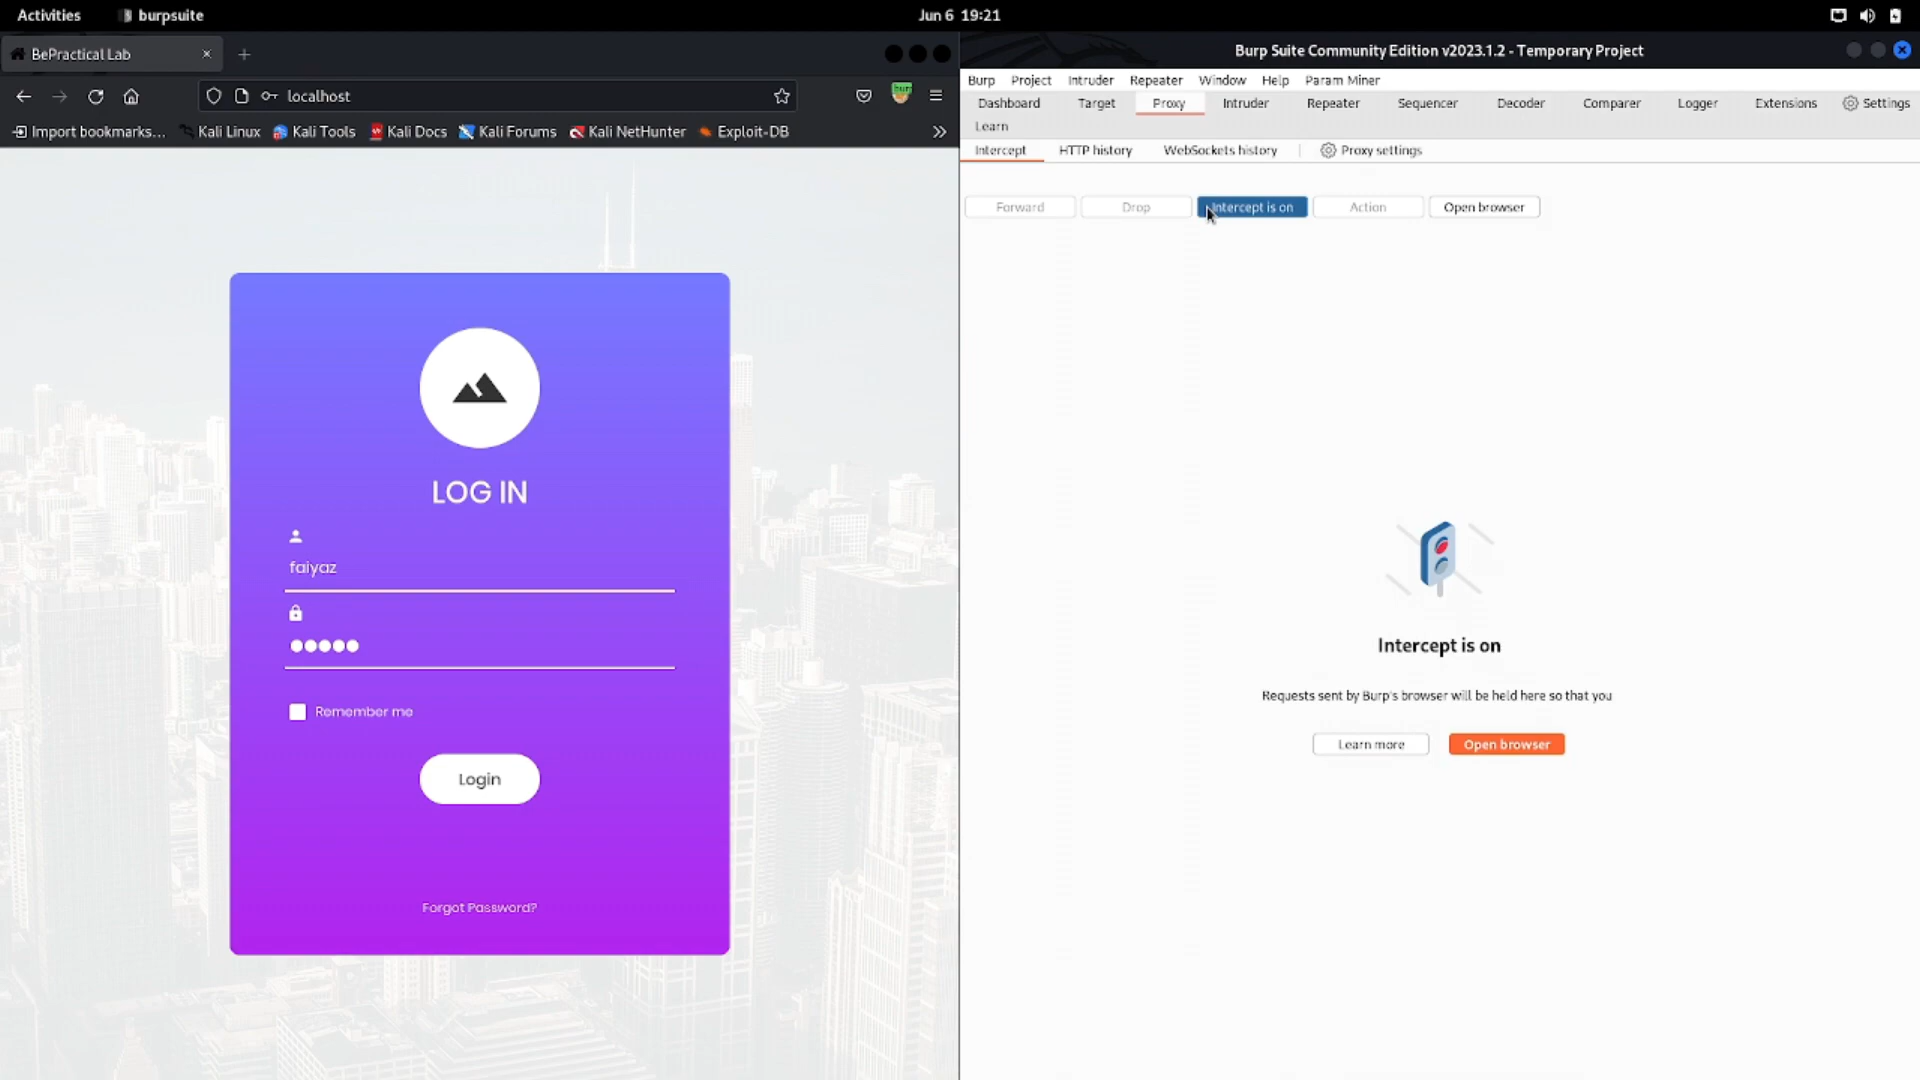 Activities burpsuite Jun 6 19:21
BePractical Lab
localhost
Import bookmarks... Kali Linux Kali Tools Kali Docs Kali Forums Kali NetHunter Exploit-DB
LOG IN
faiyaz
Remember me
Login
Forgot Password?
Burp Suite Community Edition v2023.1.2 - Temporary Project
Burp Project Intruder Repeater Window Help Param Miner
Dashboard Target Proxy Intruder Repeater Sequencer Decoder Comparer Logger Extensions Settings
Learn
Intercept HTTP history WebSockets history Proxy settings
Forward Drop Intercept is on Action Open browser
Intercept is on
Requests sent by Burp's browser will be held here so that you
Learn more Open browser